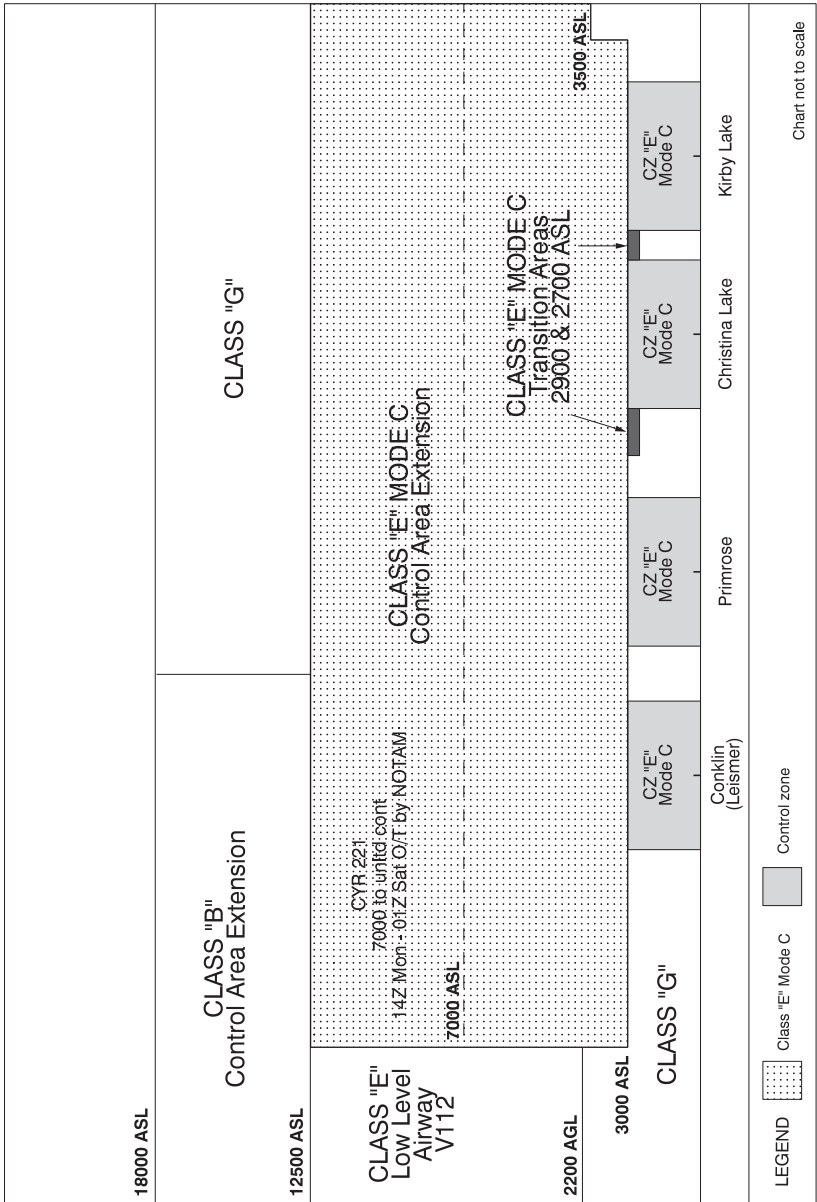 18000 ASL
12500 ASL
CLASS "B"
Control Area Extension
CLASS "G"
CLASS "E"
Low Level
Airway
V112
2200 AGL
CYR 221
7000 to unltd cont
14Z Mon - 01Z Sat O/T by NOTAM
7000 ASL
CLASS "E" MODE C
Control Area Extension
CLASS "E" MODE C
Transition Areas
2900 & 2700 ASL
3500 ASL
3000 ASL
CLASS "G"
CZ "E"
Mode C
CZ "E"
Mode C
CZ "E"
Mode C
CZ "E"
Mode C
Conklin
(Leismer)
Primrose
Christina Lake
Kirby Lake
LEGEND
Class "E" Mode C
Control zone
Chart not to scale